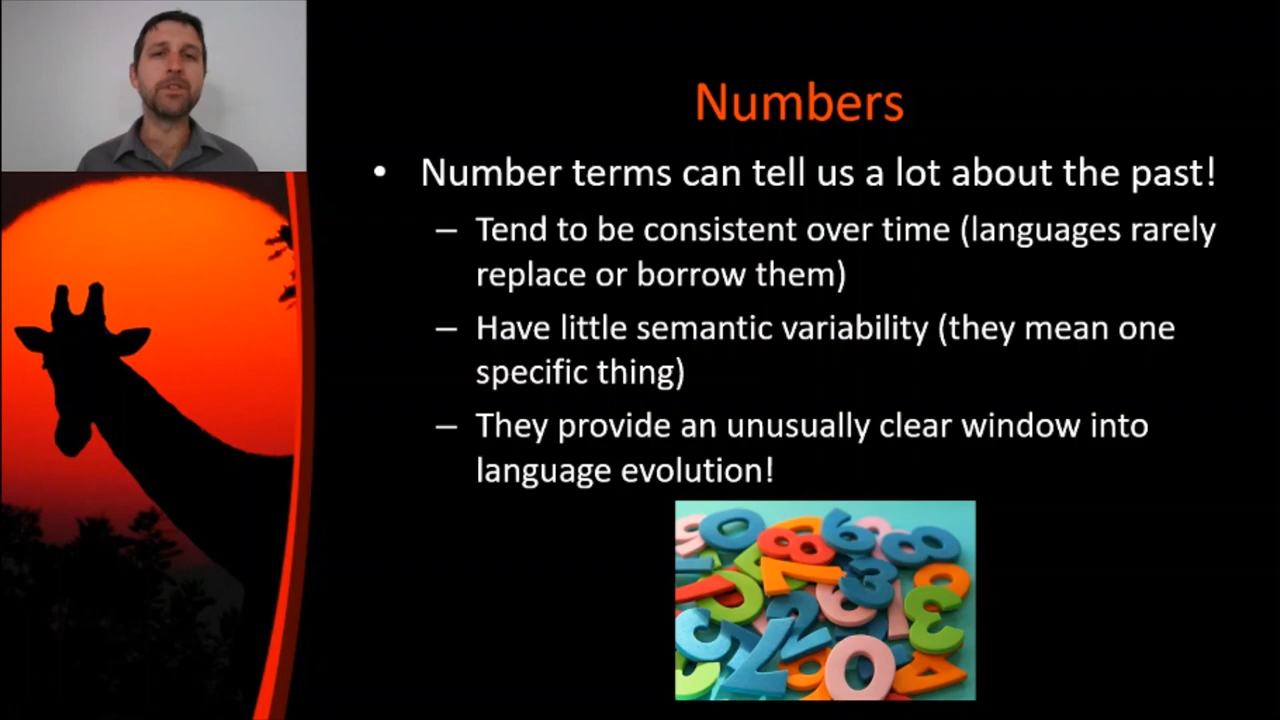 Numbers
• Number terms can tell us a lot about the past!
– Tend to be consistent over time (languages rarely
replace or borrow them)
– Have little semantic variability (they mean one
specific thing)
– They provide an unusually clear window into
language evolution!